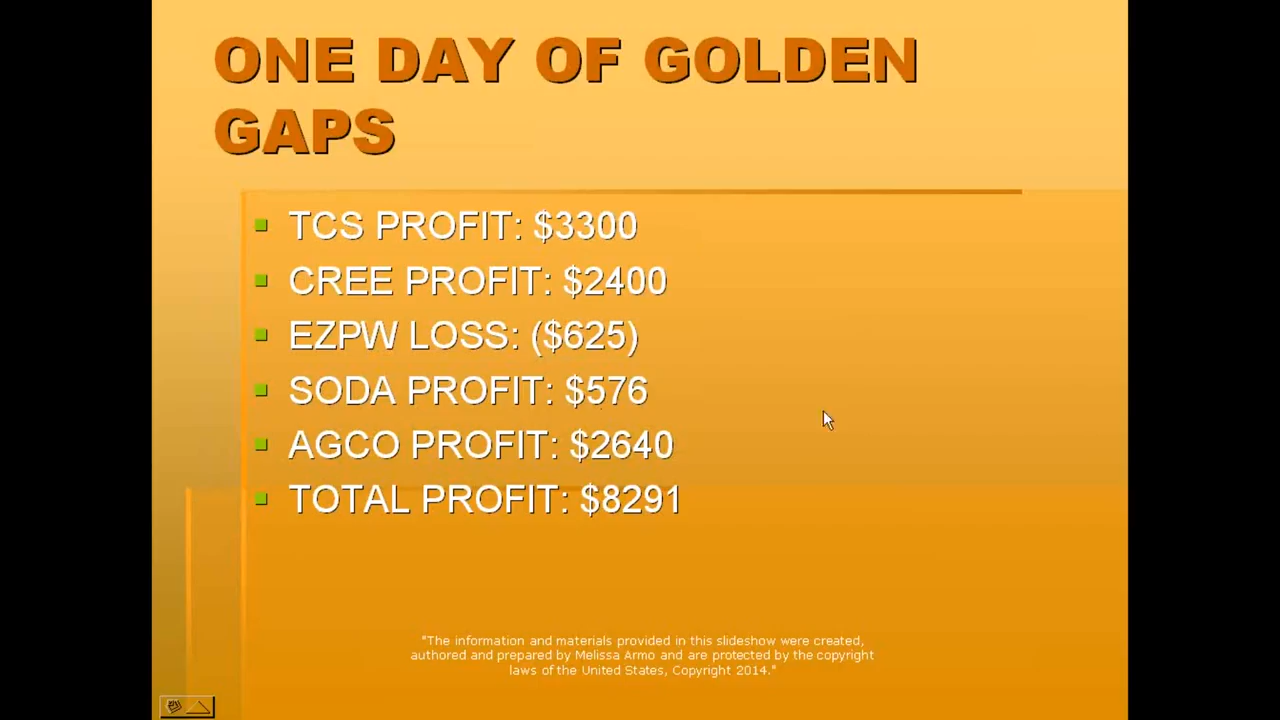 ONE DAY OF GOLDEN
GAPS
TCS PROFIT: $3300
CREE PROFIT: $2400
EZPW LOSS: ($625)
SODA PROFIT: $576
AGCO PROFIT: $2640
TOTAL PROFIT: $8291
"The information and materials provided in this slideshow were created,
authored and prepared by Melissa Armo and are protected by the copyright
laws of the United States, Copyright 2014."